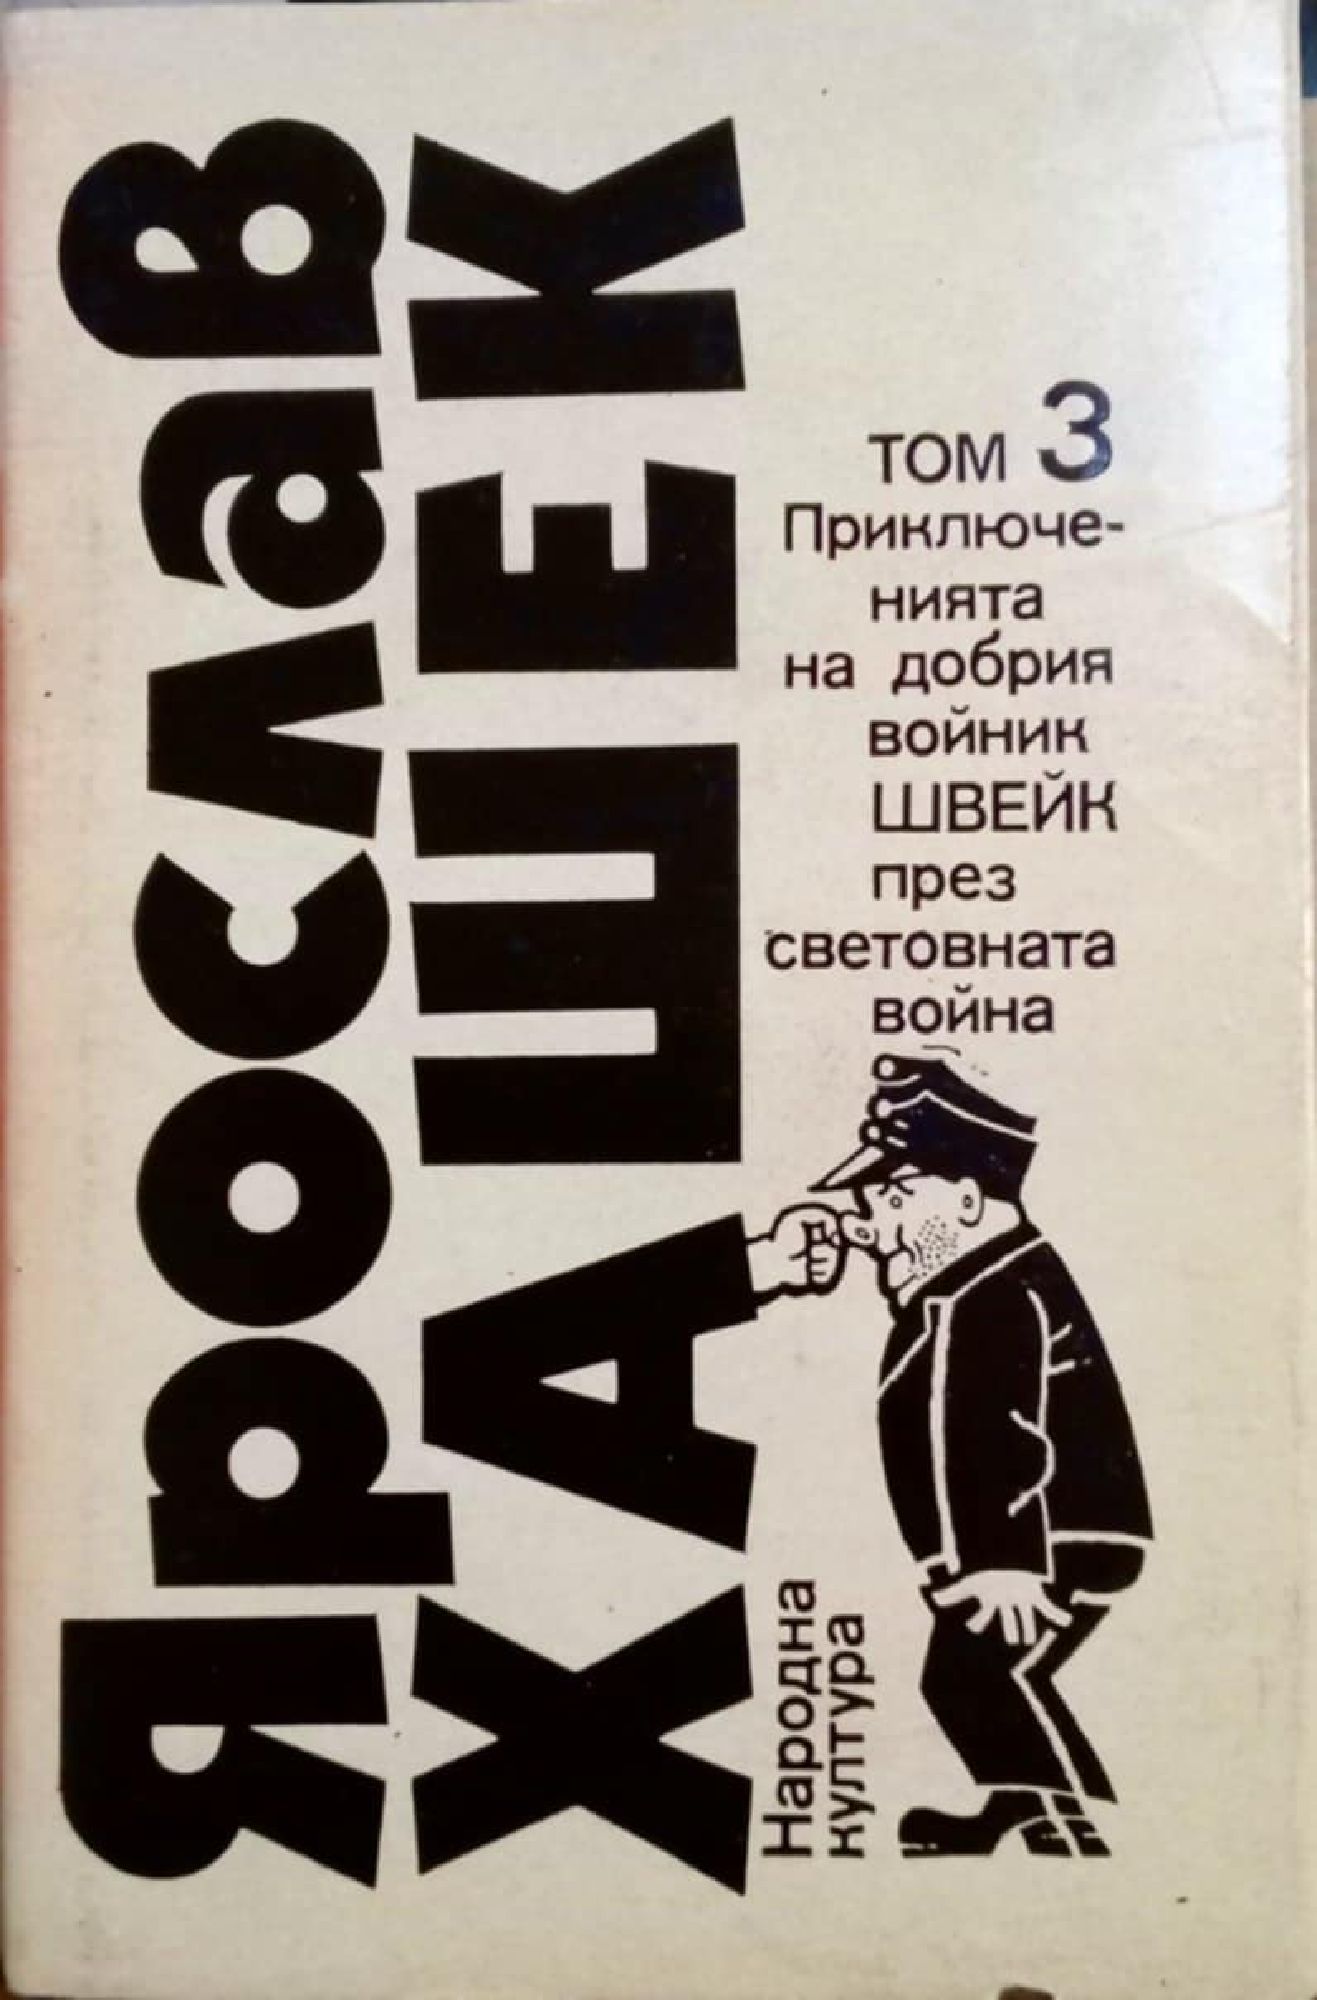 Ярослав
ХАШЕК
ТОМ 3
Приключе-
нията
на добрия
войник
ШВЕЙК
през
световната
война
Народна
култура